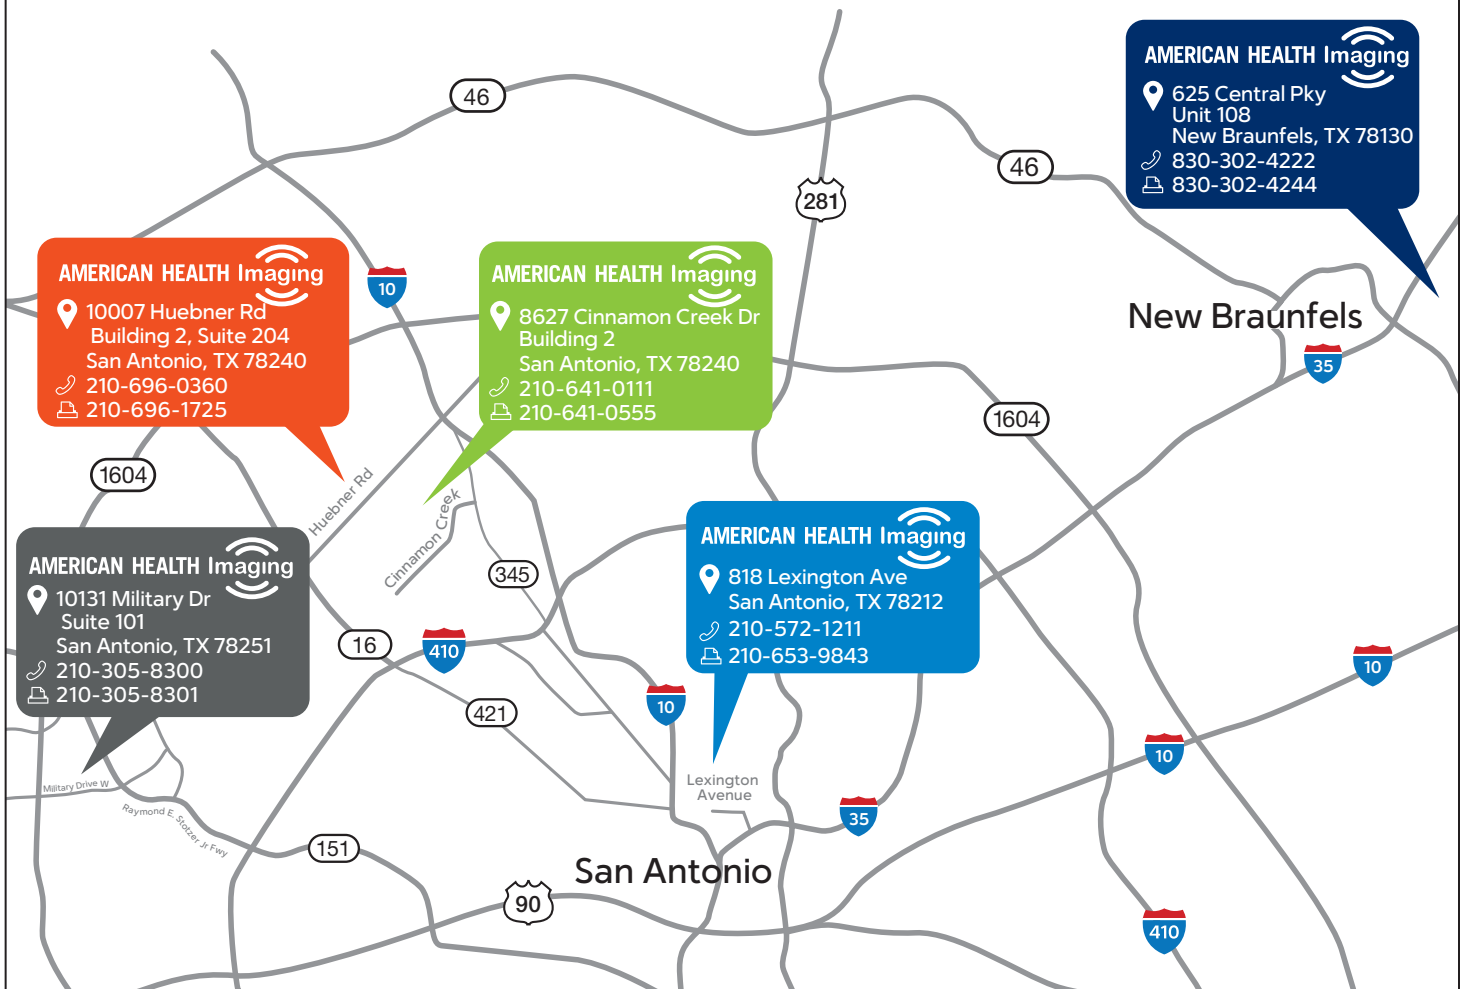 46
AMERICAN HEALTH Imaging
625 Central Pky
Unit 108
New Braunfels, TX 78130
830-302-4222
830-302-4244
46
281
AMERICAN HEALTH Imaging
10007 Huebner Rd
Building 2, Suite 204
San Antonio, TX 78240
210-696-0360
210-696-1725
10
AMERICAN HEALTH Imaging
8627 Cinnamon Creek Dr
Building 2
San Antonio, TX 78240
210-641-0111
210-641-0555
New Braunfels
35
1604
1604
Huebner Rd
Cinnamon Creek
AMERICAN HEALTH Imaging
10131 Military Dr
Suite 101
San Antonio, TX 78251
210-305-8300
210-305-8301
345
AMERICAN HEALTH Imaging
818 Lexington Ave
San Antonio, TX 78212
210-572-1211
210-653-9843
16
410
10
421
10
10
Lexington
Avenue
Military Drive W
Raymond E. Stotzer Jr Fwy
35
151
San Antonio
90
410